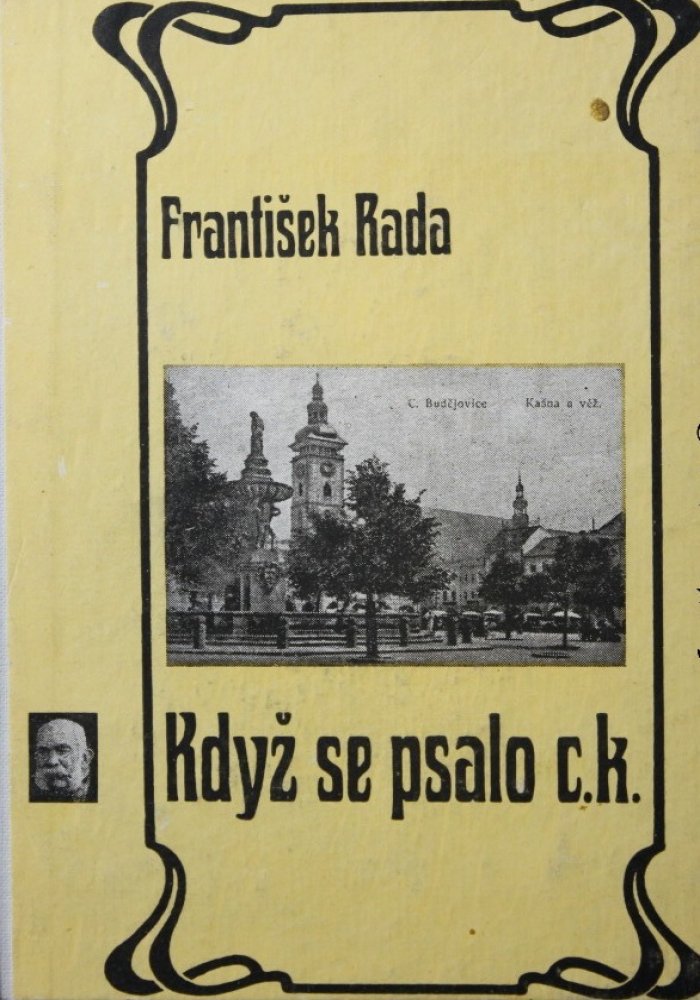 František Rada
Č. Budějovice Kašna a věž.
Když se psalo c.k.